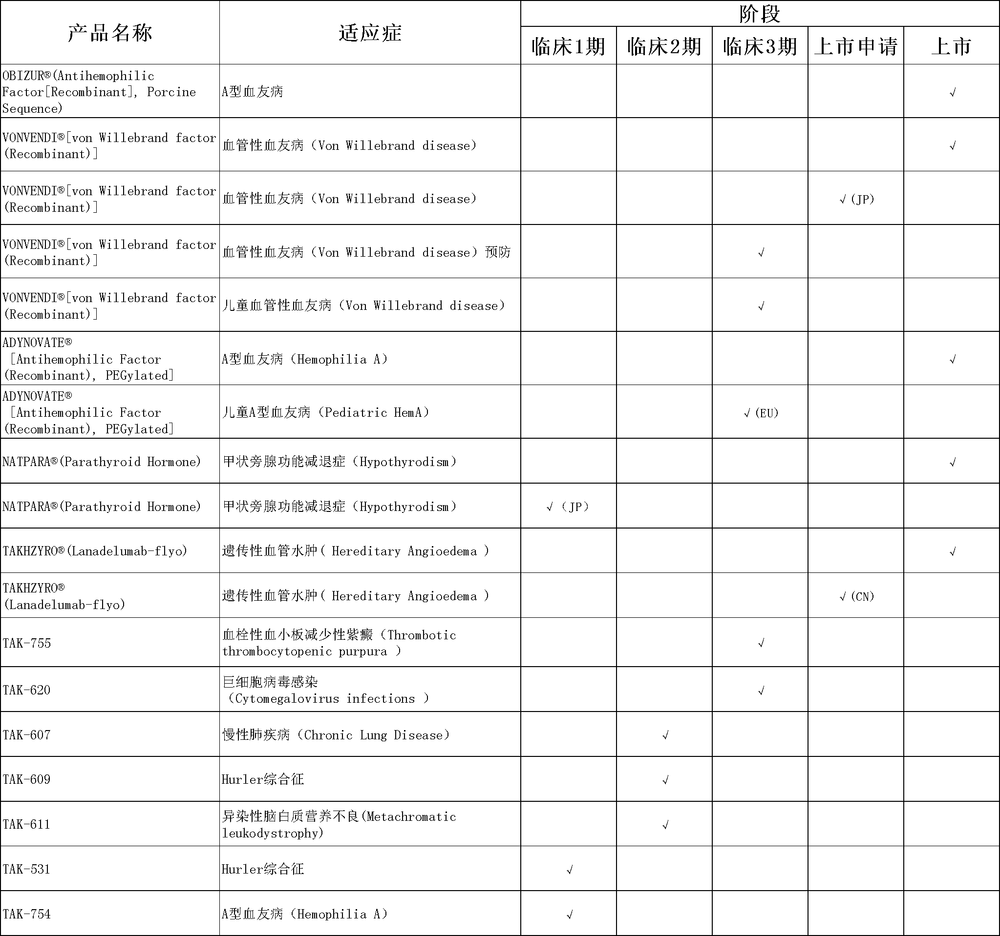 产品名称
适应症
阶段
临床1期
临床2期
临床3期
上市申请
上市
OBIZUR®(Antihemophilic
Factor[Recombinant], Porcine
Sequence)
A型血友病
√
VONVENDI®[von Willebrand factor
(Recombinant)]
血管性血友病（Von Willebrand disease）
√
VONVENDI®[von Willebrand factor
(Recombinant)]
血管性血友病（Von Willebrand disease）
√(JP)
VONVENDI®[von Willebrand factor
(Recombinant)]
血管性血友病（Von Willebrand disease）预防
√
VONVENDI®[von Willebrand factor
(Recombinant)]
儿童血管性血友病（Von Willebrand disease）
√
ADYNOVATE®
[Antihemophilic Factor
(Recombinant), PEGylated]
A型血友病（Hemophilia A）
√
ADYNOVATE®
[Antihemophilic Factor
(Recombinant), PEGylated]
儿童A型血友病（Pediatric HemA）
√(EU)
NATPARA®(Parathyroid Hormone)
甲状旁腺功能减退症（Hypothyrodism）
√
NATPARA®(Parathyroid Hormone)
甲状旁腺功能减退症（Hypothyrodism）
√（JP）
TAKHZYRO®(Lanadelumab-flyo)
遗传性血管水肿( Hereditary Angioedema )
√
TAKHZYRO®
(Lanadelumab-flyo)
遗传性血管水肿( Hereditary Angioedema )
√(CN)
TAK-755
血栓性血小板减少性紫癜（Thrombotic
thrombocytopenic purpura ）
√
TAK-620
巨细胞病毒感染
（Cytomegalovirus infections ）
√
TAK-607
慢性肺疾病（Chronic Lung Disease）
√
TAK-609
Hurler综合征
√
TAK-611
异染性脑白质营养不良(Metachromatic
leukodystrophy)
√
TAK-531
Hurler综合征
√
TAK-754
A型血友病（Hemophilia A）
√